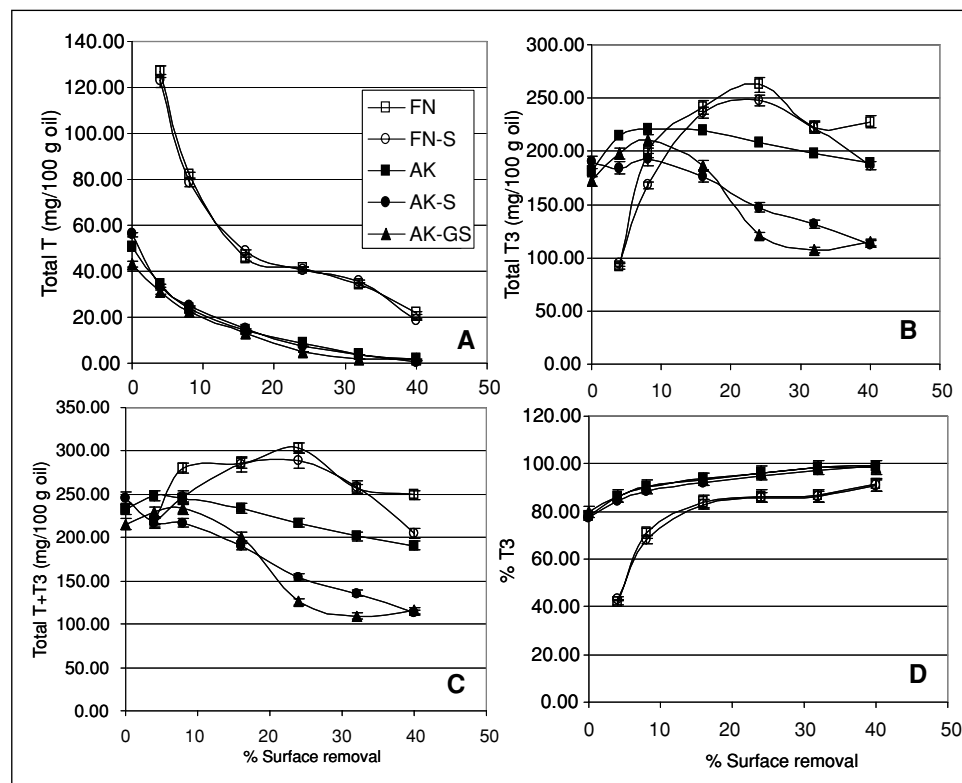 140.00
120.00
100.00
80.00
60.00
40.00
20.00
0.00
Total T (mg/100 g oil)
FN
FN-S
AK
AK-S
AK-GS
A
0 10 20 30 40 50
300.00
250.00
200.00
150.00
100.00
50.00
0.00
Total T3 (mg/100 g oil)
B
0 10 20 30 40 50
350.00
300.00
250.00
200.00
150.00
100.00
50.00
0.00
Total T+T3 (mg/100 g oil)
C
0 10 20 30 40 50
% Surface removal
120.00
100.00
80.00
60.00
40.00
20.00
0.00
% T3
D
0 10 20 30 40 50
% Surface removal